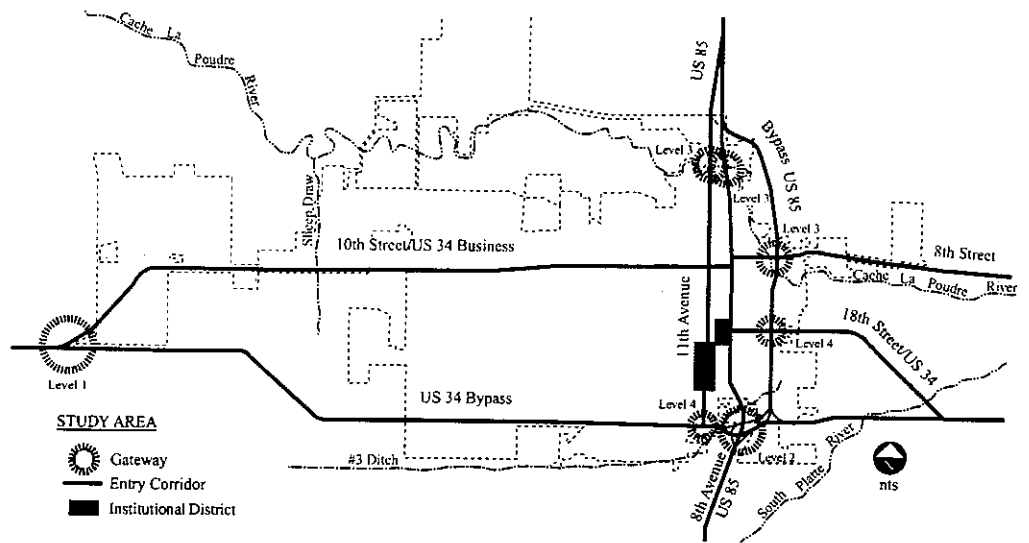 Cache La
Poudre
River
US 85
Bypass US 85
Level 3
Level 3
Level 3
Sheep Draw
10th Street/US 34 Business
8th Street
Cache La
Poudre River
11th Avenue
18th Street/US 34
Level 4
Level 1
US 34 Bypass
Level 4
STUDY AREA
Gateway
Entry Corridor
Institutional District
#3 Ditch
8th Avenue
US 85
Level 2
South Platte River
nts